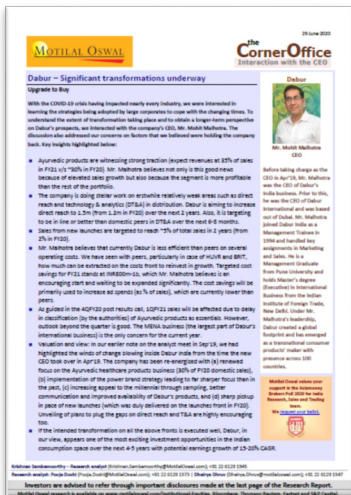 29 June 2020
MOTILAL OSWAL
the
CornerOffice
Interaction with the CEO
Dabur – Significant transformations underway
Upgrade to Buy
With the COVID-19 crisis having impacted nearly every industry, we were interested in
learning the strategies being adopted by large corporates to cope with the changing times. To
understand the extent of transformation taking place and to obtain a longer-term perspective
on Dabur's prospects, we interacted with the company's CEO, Mr. Mohit Malhotra. The
discussion also addressed our concerns on factors that we believed were holding the company
back. Key insights highlighted below:
Ayurvedic products are witnessing strong traction (expect revenues at 35% of sales
in FY21 v/s ~30% in FY20). Mr. Malhotra believes not only is this good news
because of elevated sales growth but also because the segment is more profitable
than the rest of the portfolio.
The company is doing stellar work on erstwhile relatively weak areas such as direct
reach and technology & analytics (DT&A) in distribution. Dabur is aiming to increase
direct reach to 1.5m (from 1.2m in FY20) over the next 2 years. Also, it is targeting
to be in line or better than domestic peers in DT&A over the next 6-8 months.
Sales from new launches are targeted to reach ~5% of total sales in 2 years (from
2% in FY20).
Mr. Malhotra believes that currently Dabur is less efficient than peers on several
operating costs. We have seen with peers, particularly in case of HUVR and BRIT,
how much can be extracted on the costs front to reinvest in growth. Targeted cost
savings for FY21 stands at INR800m-1b, which Mr. Malhotra believes is an
encouraging start and waiting to be expanded significantly. The cost savings will be
primarily used to increase ad spends (as % of sales), which are currently lower than
peers.
As guided in the 4QFY20 post results call, 1QFY21 sales will be affected due to delay
in classification (by the authorities) of Ayurvedic products as essentials. However,
outlook beyond the quarter is good. The MENA business (the largest part of Dabur's
international business) is the only concern for the current year.
Valuation and view: In our earlier note on the analyst meet in Sep'19, we had
highlighted the winds of change blowing inside Dabur India from the time the new
CEO took over in Apr'19. The company has been re-energized with (a) renewed
focus on the Ayurvedic healthcare products business (30% of FY20 domestic sales),
(b) implementation of the power brand strategy leading to far sharper focus than in
the past, (c) increasing appeal to the millennials through sampling, better
communication and improved availability of Dabur's products, and (d) sharp pickup
in pace of new launches (which was duly delivered on the launches front in FY20).
Unveiling of plans to plug the gaps on direct reach and T&A are highly encouraging
too.
If the intended transformation on all the above fronts is executed well, Dabur, in
our view, appears one of the most exciting investment opportunities in the Indian
consumption space over the next 4-5 years with potential earnings growth of 15-20% CAGR.
Dabur
Mr. Mohit Malhotra
CEO
Before taking charge as the
CEO in Apr'19, Mr. Malhotra
was the CEO of Dabur's
India business. Prior to this,
he was the CEO of Dabur
International and was based
out of Dubai. Mr. Malhotra
joined Dabur India as a
Management Trainee in
1994 and handled key
assignments in Marketing
and Sales. He is a
Management Graduate
from Pune University and
holds Master's degree
(Executive) in International
Business from the Indian
Institute of Foreign Trade,
New Delhi. Under Mr.
Malhotra's leadership,
Dabur created a global
footprint and has emerged
as a transnational consumer
products' maker with
presence across 100
countries.
Motilal Oswal values your
support in the Asiamoney
Brokers Poll 2020 for India
Research, Sales and Trading
team.
We request your ballot.
Investors are advised to refer through important disclosures made at the last page of the Research Report.